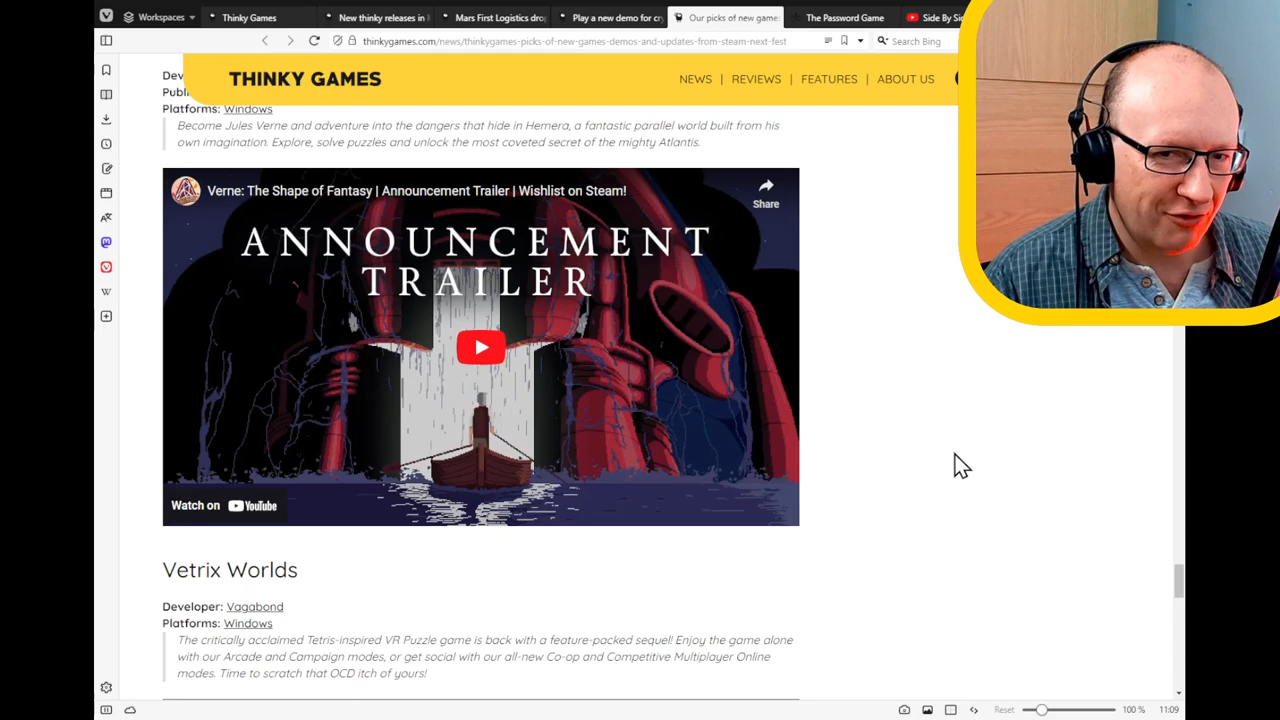 Workspaces
Thinky Games
New thinky releases in
Mars First Logistics drop
Play a new demo for cry
Our picks of new games
The Password Game
Side By Si
thinkygames.com/news/thinkygames-picks-of-new-games-demos-and-updates-from-steam-next-fest
Search Bing
THINKY GAMES
NEWS | REVIEWS | FEATURES | ABOUT US
Dev
Publ
Platforms: Windows
Become Jules Verne and adventure into the dangers that hide in Hemera, a fantastic parallel world built from his
own imagination. Explore, solve puzzles and unlock the most coveted secret of the mighty Atlantis.
Verne: The Shape of Fantasy | Announcement Trailer | Wishlist on Steam!
Share
ANNOUNCEMENT
TRAILER
Watch on YouTube
Vetrix Worlds
Developer: Vagabond
Platforms: Windows
The critically acclaimed Tetris-inspired VR Puzzle game is back with a feature-packed sequel! Enjoy the game alone
with our Arcade and Campaign modes, or get social with our all-new Co-op and Competitive Multiplayer Online
modes. Time to scratch that OCD itch of yours!
Reset
100 %
11:09